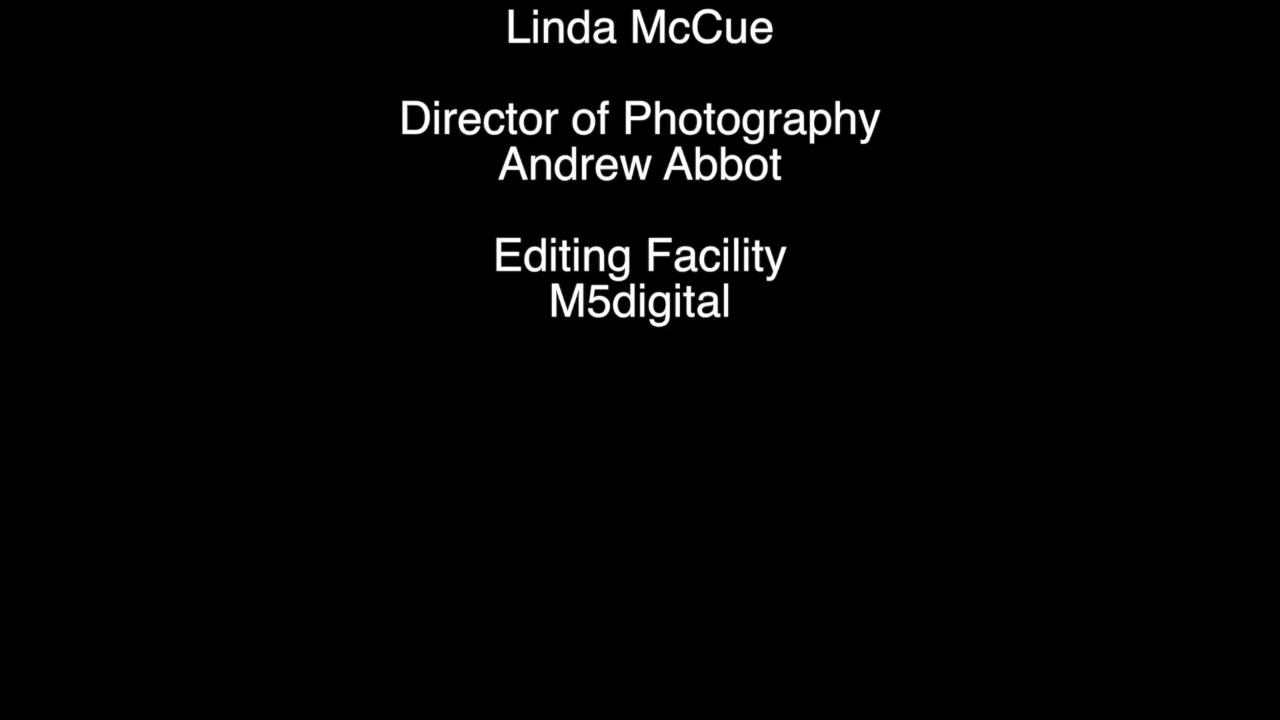 Linda McCue
Director of Photography
Andrew Abbot
Editing Facility
M5digital